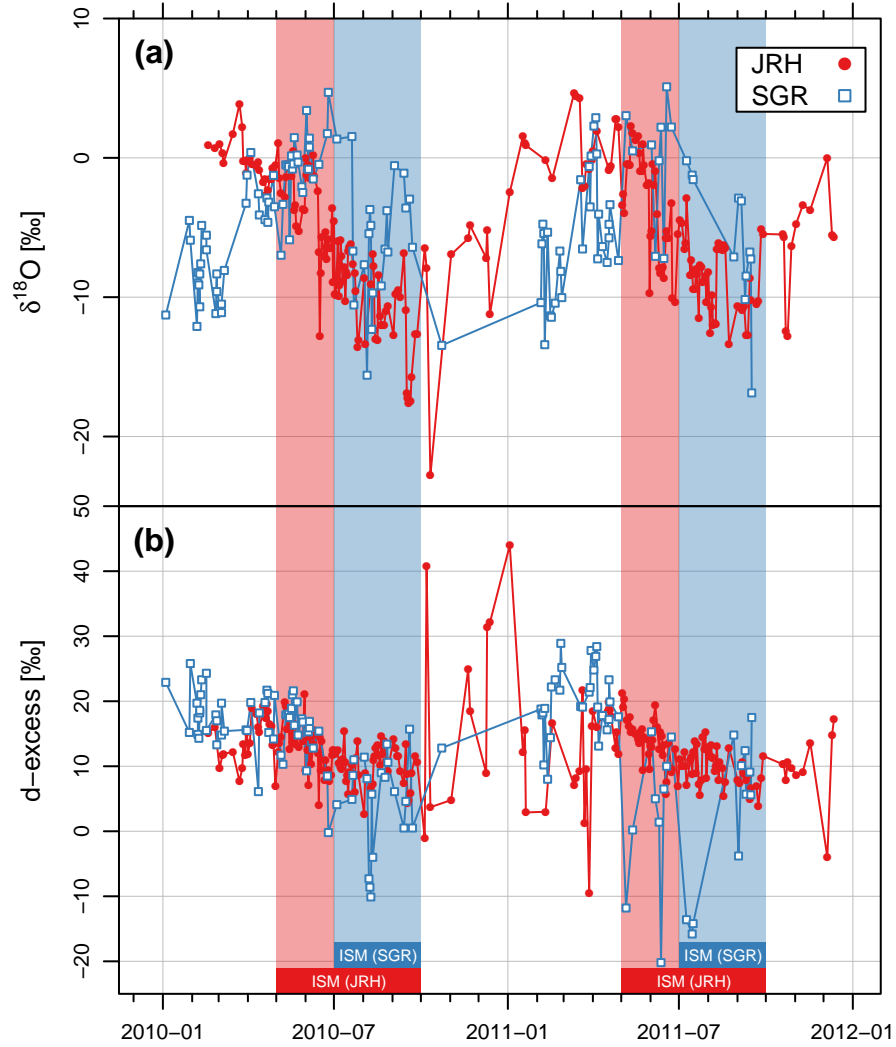 10
0
−10
−20
δ¹⁸O [‰]
(a)
JRH
SGR
50
40
30
20
10
0
−10
−20
d−excess [‰]
(b)
ISM (SGR)
ISM (SGR)
ISM (JRH)
ISM (JRH)
2010−01
2010−07
2011−01
2011−07
2012−01